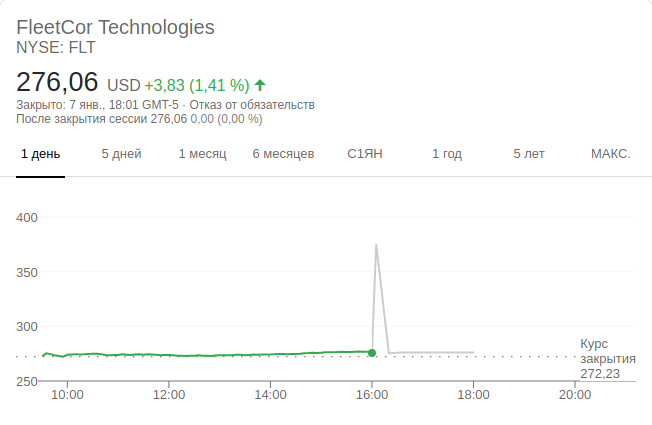 FleetCor Technologies
NYSE: FLT
276,06 USD +3,83 (1,41 %)
Закрыто: 7 янв., 18:01 GMT-5 · Отказ от обязательств
После закрытия сессии 276,06 0,00 (0,00 %)
1 день 5 дней 1 месяц 6 месяцев С1ЯН 1 год 5 лет МАКС.
400
350
300
250
Курс
закрытия
272,23
10:00 12:00 14:00 16:00 18:00 20:00